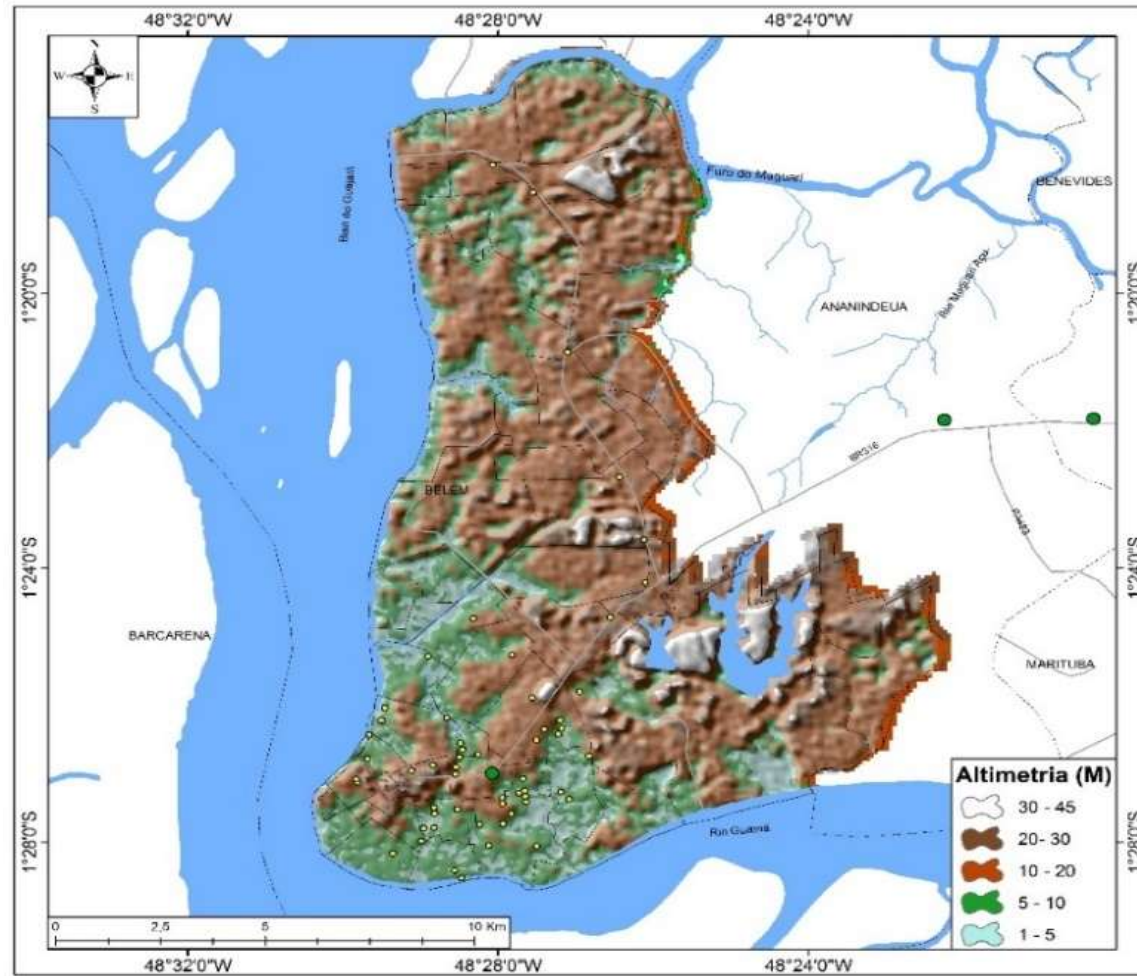 48°32'0"W 48°28'0"W 48°24'0"W
N
W E
S
Furo do Maguari
BENEVIDES
1°20'0"S 1°20'0"S
ANANINDEUA
BR316
BELEM
1°24'0"S 1°24'0"S
BARCARENA
MARITUBA
Altimetria (M)
30 - 45
20- 30
10 - 20
5 - 10
1 - 5
Rio Guamá
1°28'0"S 1°28'0"S
0 2,5 5 10 Km
48°32'0"W 48°28'0"W 48°24'0"W